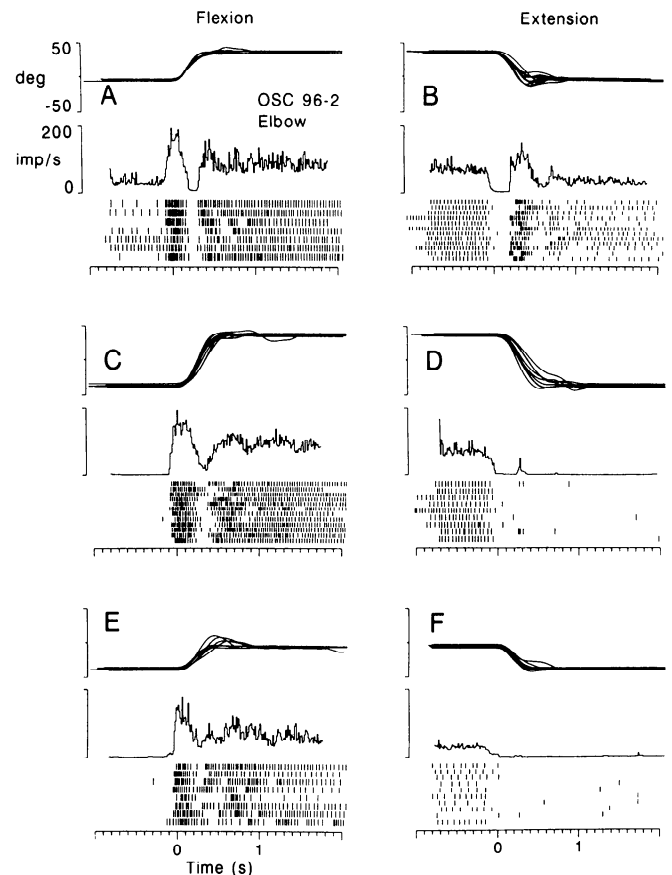 Flexion
Extension
50
deg
-50
A
OSC 96-2
Elbow
200
imp/s
0
B
C
D
E
F
0
1
Time (s)
0
1